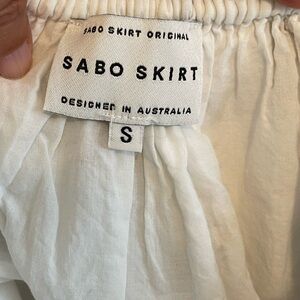 SABO SKIRT ORIGINAL
SABO SKIRT
DESIGNED IN AUSTRALIA
S